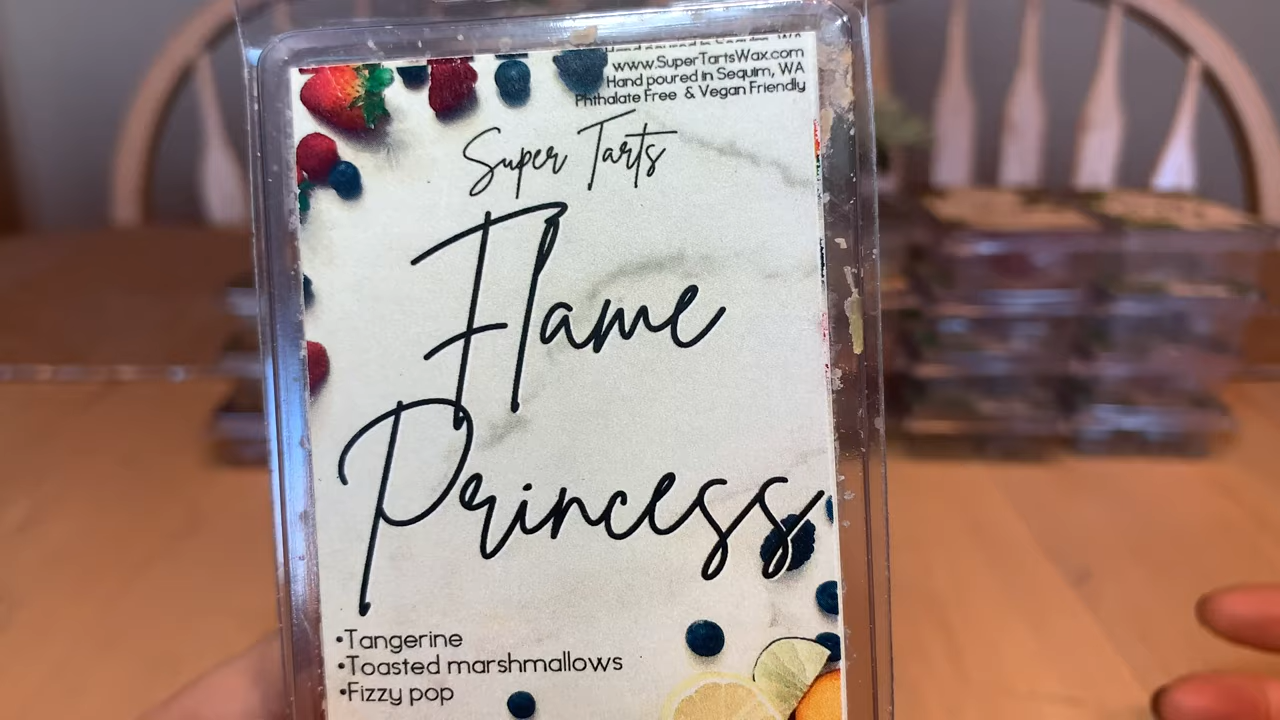 www.SuperTartsWax.com
Hand poured in Sequim, WA
Phthalate Free & Vegan Friendly
Super Tarts
Flame
Princess
•Tangerine
•Toasted marshmallows
•Fizzy pop